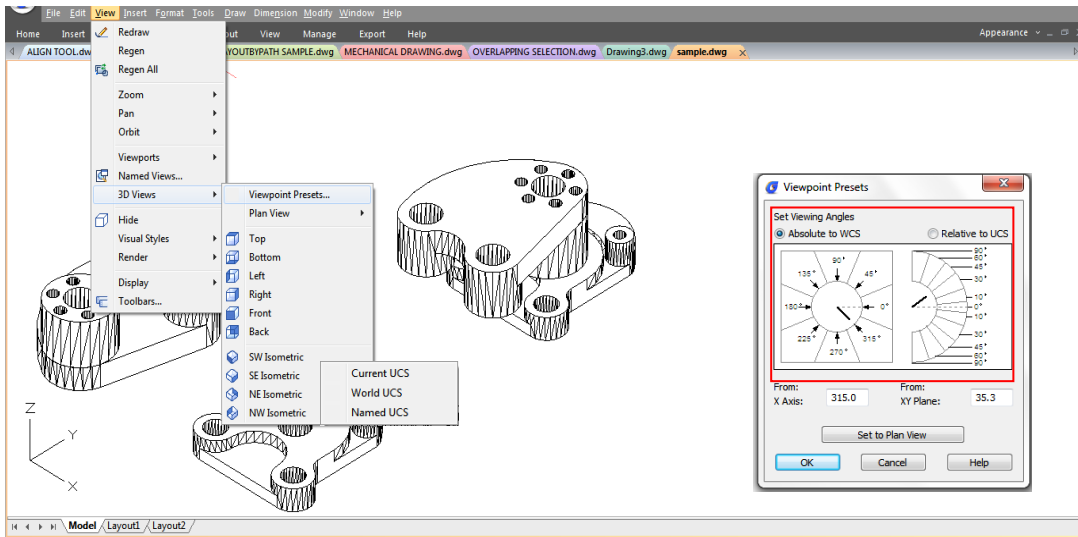 File Edit View Insert Format Tools Draw Dimension Modify Window Help
Home Insert out View Manage Export Help Appearance
ALIGN TOOL.dw YOUTBYPATH SAMPLE.dwg MECHANICAL DRAWING.dwg OVERLAPPING SELECTION.dwg Drawing3.dwg sample.dwg
Redraw
Regen
Regen All
Zoom
Pan
Orbit
Viewports
Named Views...
3D Views
Hide
Visual Styles
Render
Display
Toolbars...
Viewpoint Presets...
Plan View
Top
Bottom
Left
Right
Front
Back
SW Isometric
SE Isometric
NE Isometric
NW Isometric
Current UCS
World UCS
Named UCS
Viewpoint Presets
Set Viewing Angles
Absolute to WCS Relative to UCS
90°
135° 45°
180° 0°
225° 315°
270°
90°
60°
45°
30°
10°
0°
10°
30°
45°
60°
90°
From: From:
X Axis: 315.0 XY Plane: 35.3
Set to Plan View
OK Cancel Help
Z
Y
X
Model Layout1 Layout2